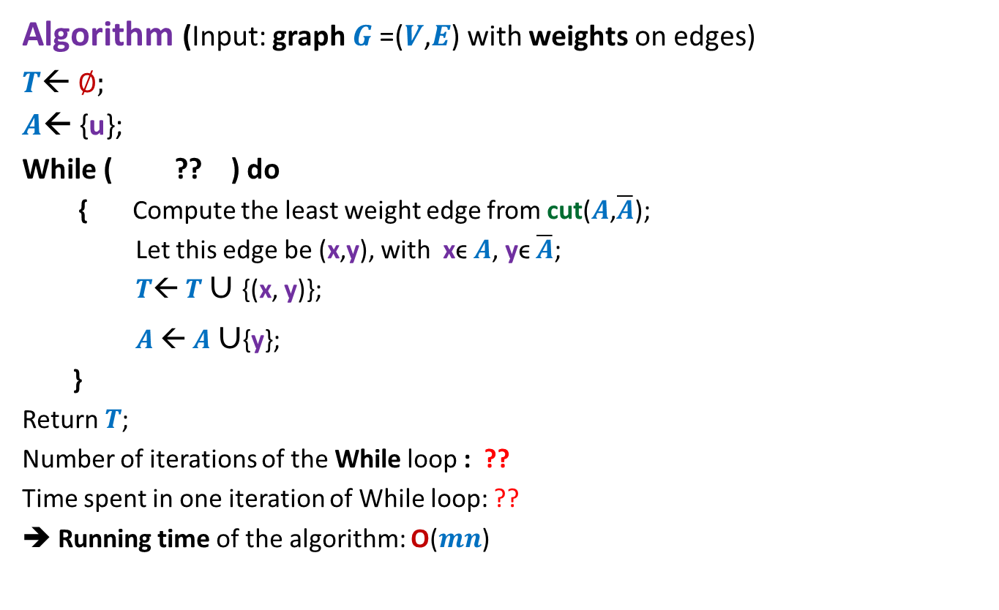 Algorithm (Input: graph G =(V,E) with weights on edges)
T← ∅;
A← {u};
While ( ?? ) do
{ Compute the least weight edge from cut(A,A̅);
Let this edge be (x,y), with xϵ A, yϵ A̅;
T← T ∪ {(x, y)};
A ← A ∪{y};
}
Return T;
Number of iterations of the While loop : ??
Time spent in one iteration of While loop: ??
➔ Running time of the algorithm: O(mn)